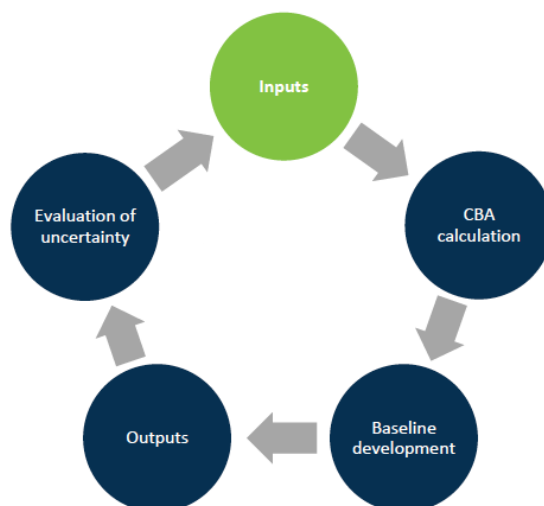 Inputs
CBA
calculation
Baseline
development
Outputs
Evaluation of
uncertainty